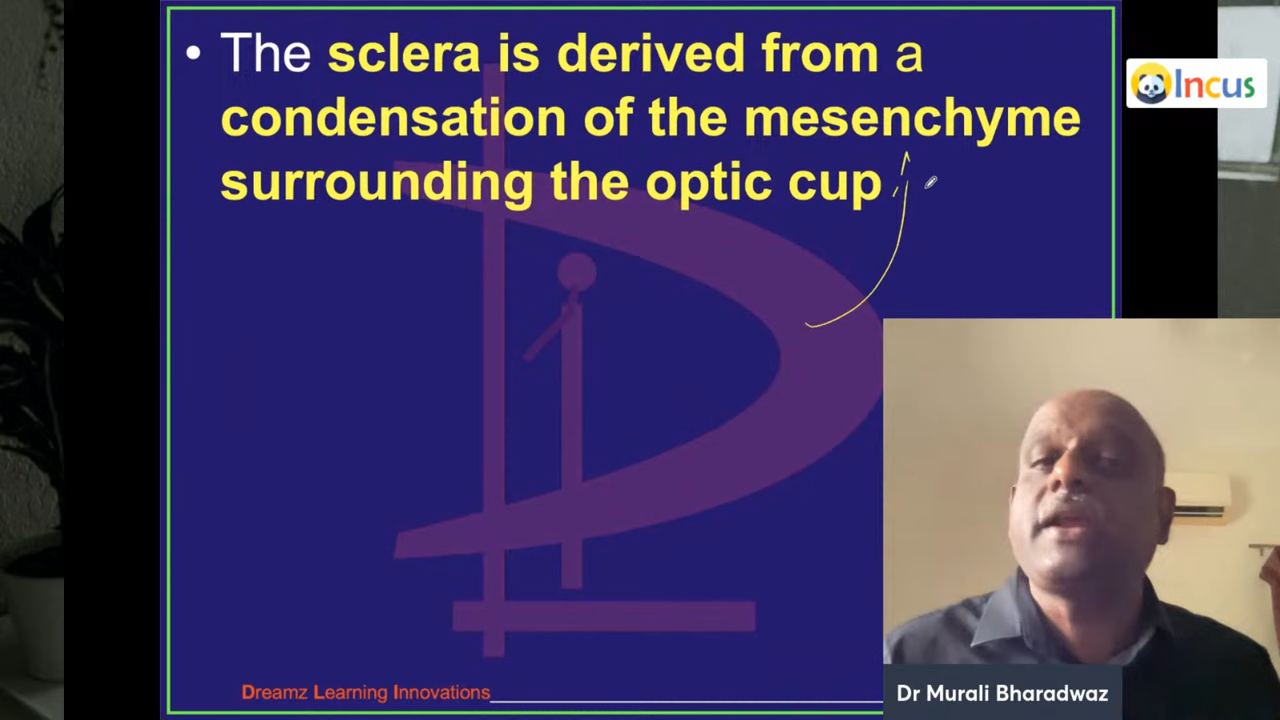 • The sclera is derived from a
condensation of the mesenchyme
surrounding the optic cup
Incus
Dreamz Learning Innovations
Dr Murali Bharadwaz